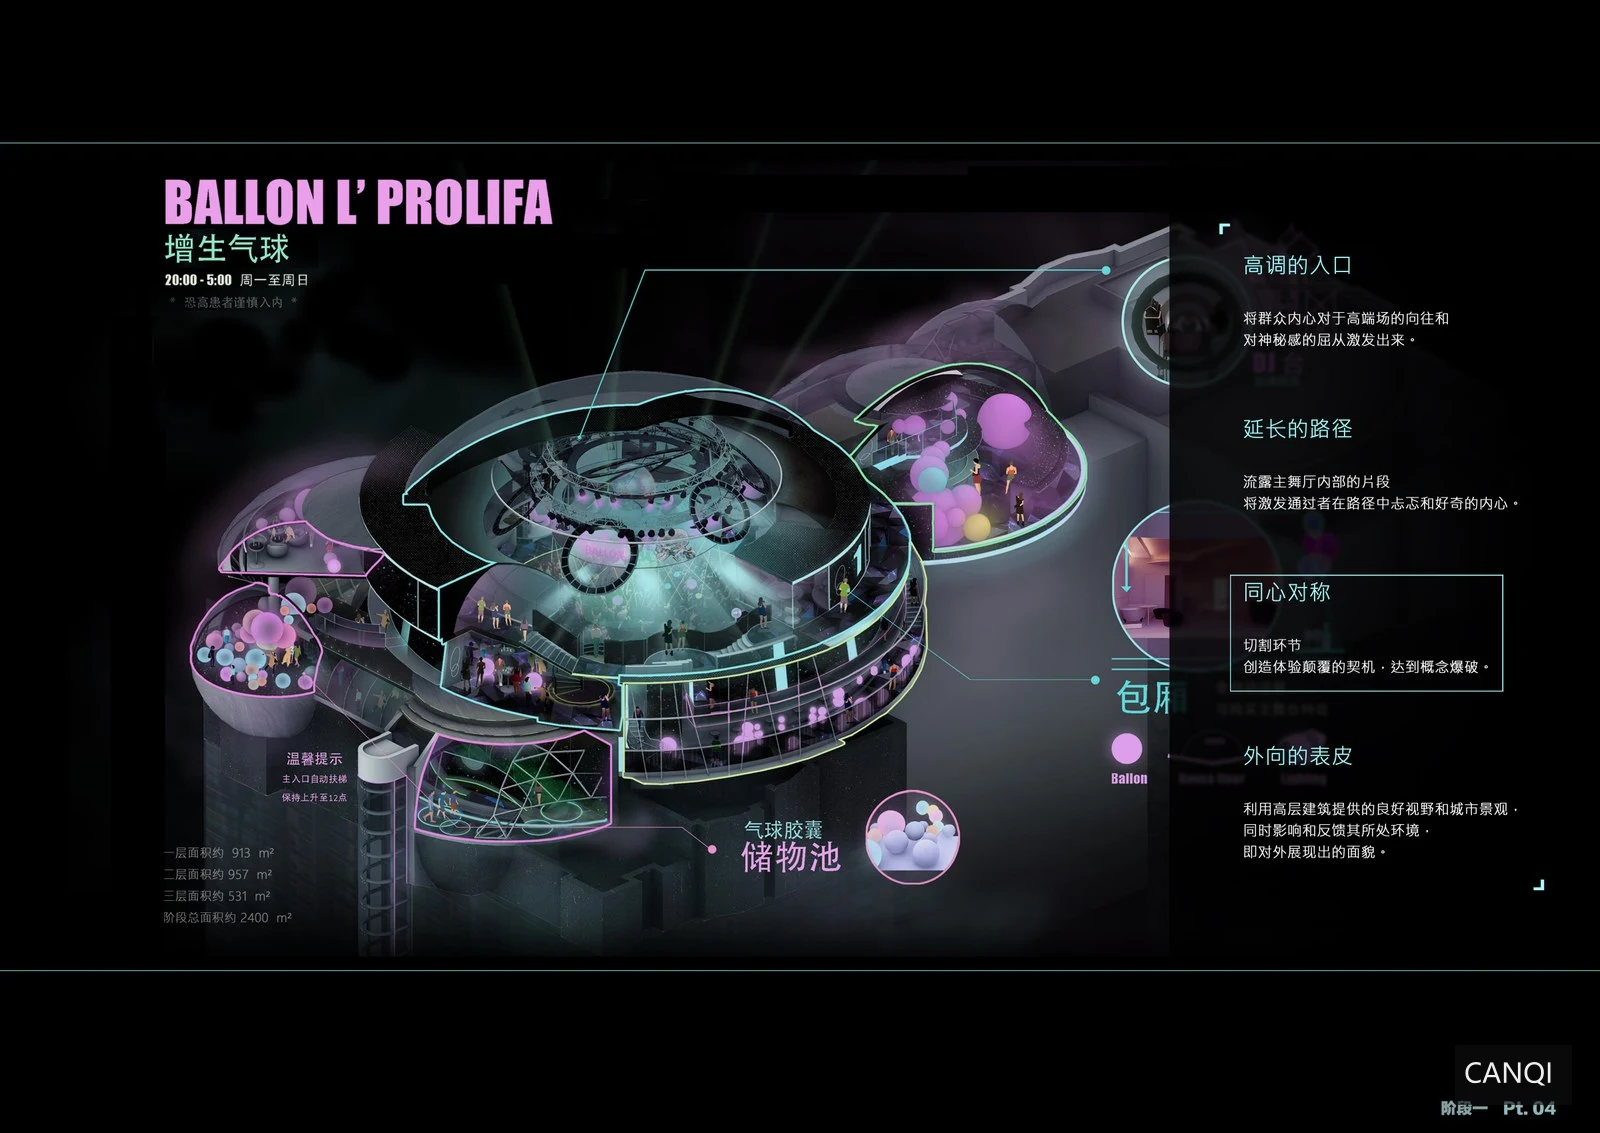 BALLON L’ PROLIFA
增生气球
20:00 - 5:00 周一至周日
* 恐高患者谨慎入内 *
高调的入口
将群众内心对于高端场的向往和
对神秘感的屈从激发出来。
延长的路径
流露主舞厅内部的片段
将激发通过者在路径中忐忑和好奇的内心。
同心对称
切割环节
创造体验颠覆的契机，达到概念爆破。
外向的表皮
利用高层建筑提供的良好视野和城市景观，
同时影响和反馈其所处环境，
即对外展现出的面貌。
BALLON
包厢
Ballon
温馨提示
主入口自动扶梯
保持上升至12点
气球胶囊
储物池
一层面积约 913 m²
二层面积约 957 m²
三层面积约 531 m²
阶段总面积约 2400 m²
CANQI
阶段一 Pt. 04